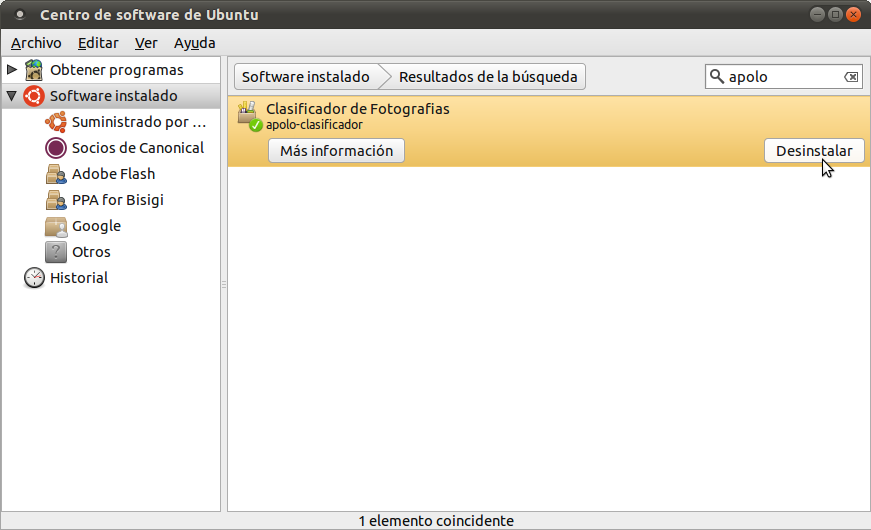 Centro de software de Ubuntu
Archivo Editar Ver Ayuda
Obtener programas
Software instalado
Suministrado por ...
Socios de Canonical
Adobe Flash
PPA for Bisigi
Google
Otros
Historial
Software instalado Resultados de la búsqueda
apolo
Clasificador de Fotografias
apolo-clasificador
Más información Desinstalar
1 elemento coincidente